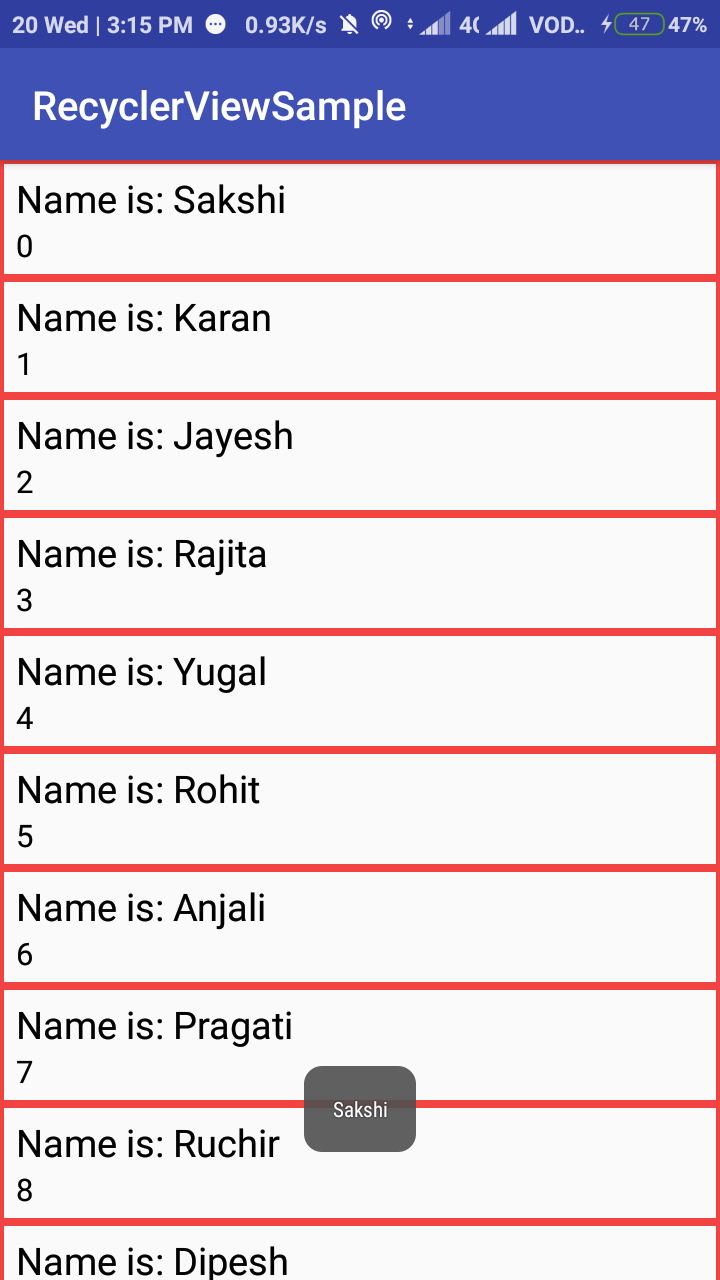 20 Wed | 3:15 PM 0.93K/s VOD.. 47 47%
RecyclerViewSample
Name is: Sakshi
0
Name is: Karan
1
Name is: Jayesh
2
Name is: Rajita
3
Name is: Yugal
4
Name is: Rohit
5
Name is: Anjali
6
Name is: Pragati
7
Sakshi
Name is: Ruchir
8
Name is: Dipesh